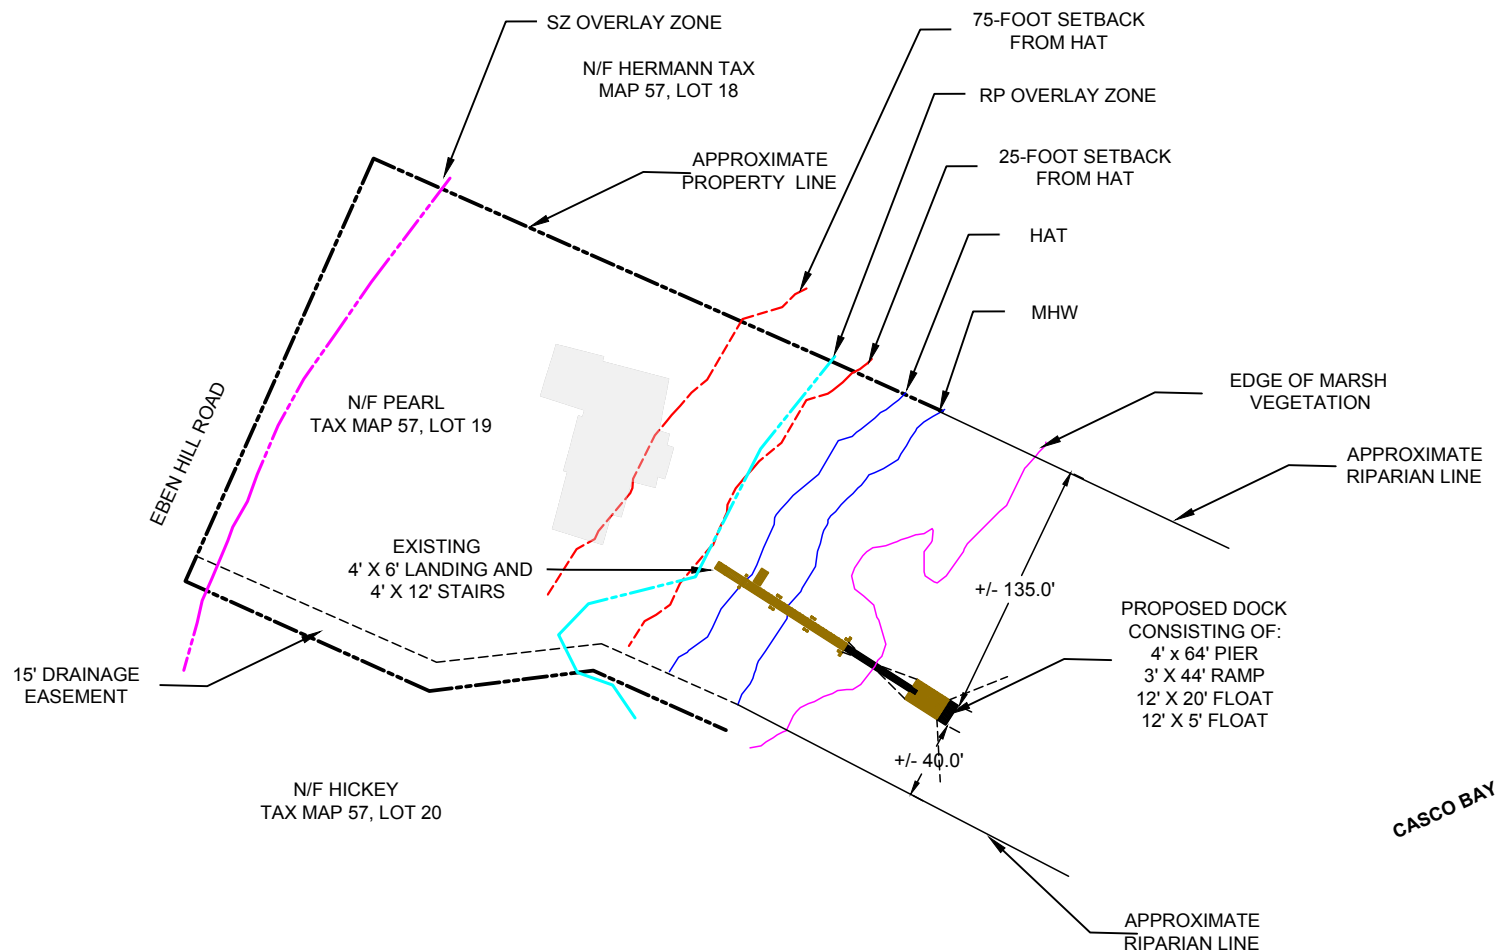 SZ OVERLAY ZONE
75-FOOT SETBACK
FROM HAT
N/F HERMANN TAX
MAP 57, LOT 18
RP OVERLAY ZONE
APPROXIMATE
PROPERTY LINE
25-FOOT SETBACK
FROM HAT
HAT
MHW
EDGE OF MARSH
VEGETATION
N/F PEARL
TAX MAP 57, LOT 19
EBEN HILL ROAD
APPROXIMATE
RIPARIAN LINE
EXISTING
4' X 6' LANDING AND
4' X 12' STAIRS
+/- 135.0'
PROPOSED DOCK
CONSISTING OF:
4' x 64' PIER
3' X 44' RAMP
12' X 20' FLOAT
12' X 5' FLOAT
15' DRAINAGE
EASEMENT
+/- 40.0'
N/F HICKEY
TAX MAP 57, LOT 20
CASCO BAY
APPROXIMATE
RIPARIAN LINE